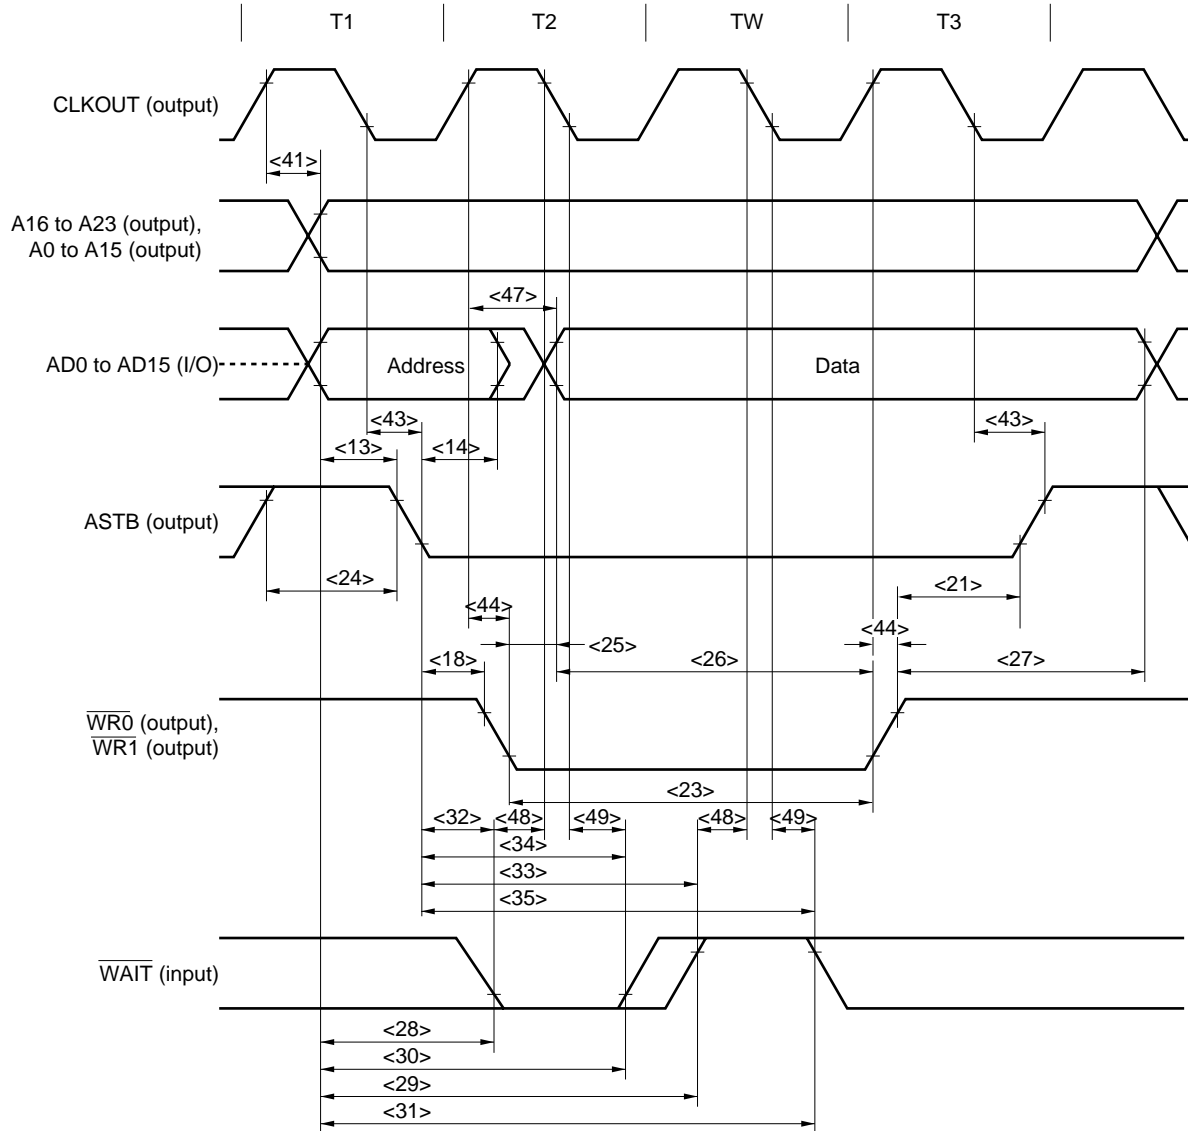 T1 T2 TW T3
CLKOUT (output)
<41>
A16 to A23 (output),
A0 to A15 (output)
<47>
AD0 to AD15 (I/O)
Address
Data
<43> <43>
<13> <14>
ASTB (output)
<24> <21>
<44> <44>
<25>
<18> <26> <27>
WR0 (output),
WR1 (output)
<23>
<32> <48> <49> <48> <49>
<34>
<33>
<35>
WAIT (input)
<28>
<30>
<29>
<31>